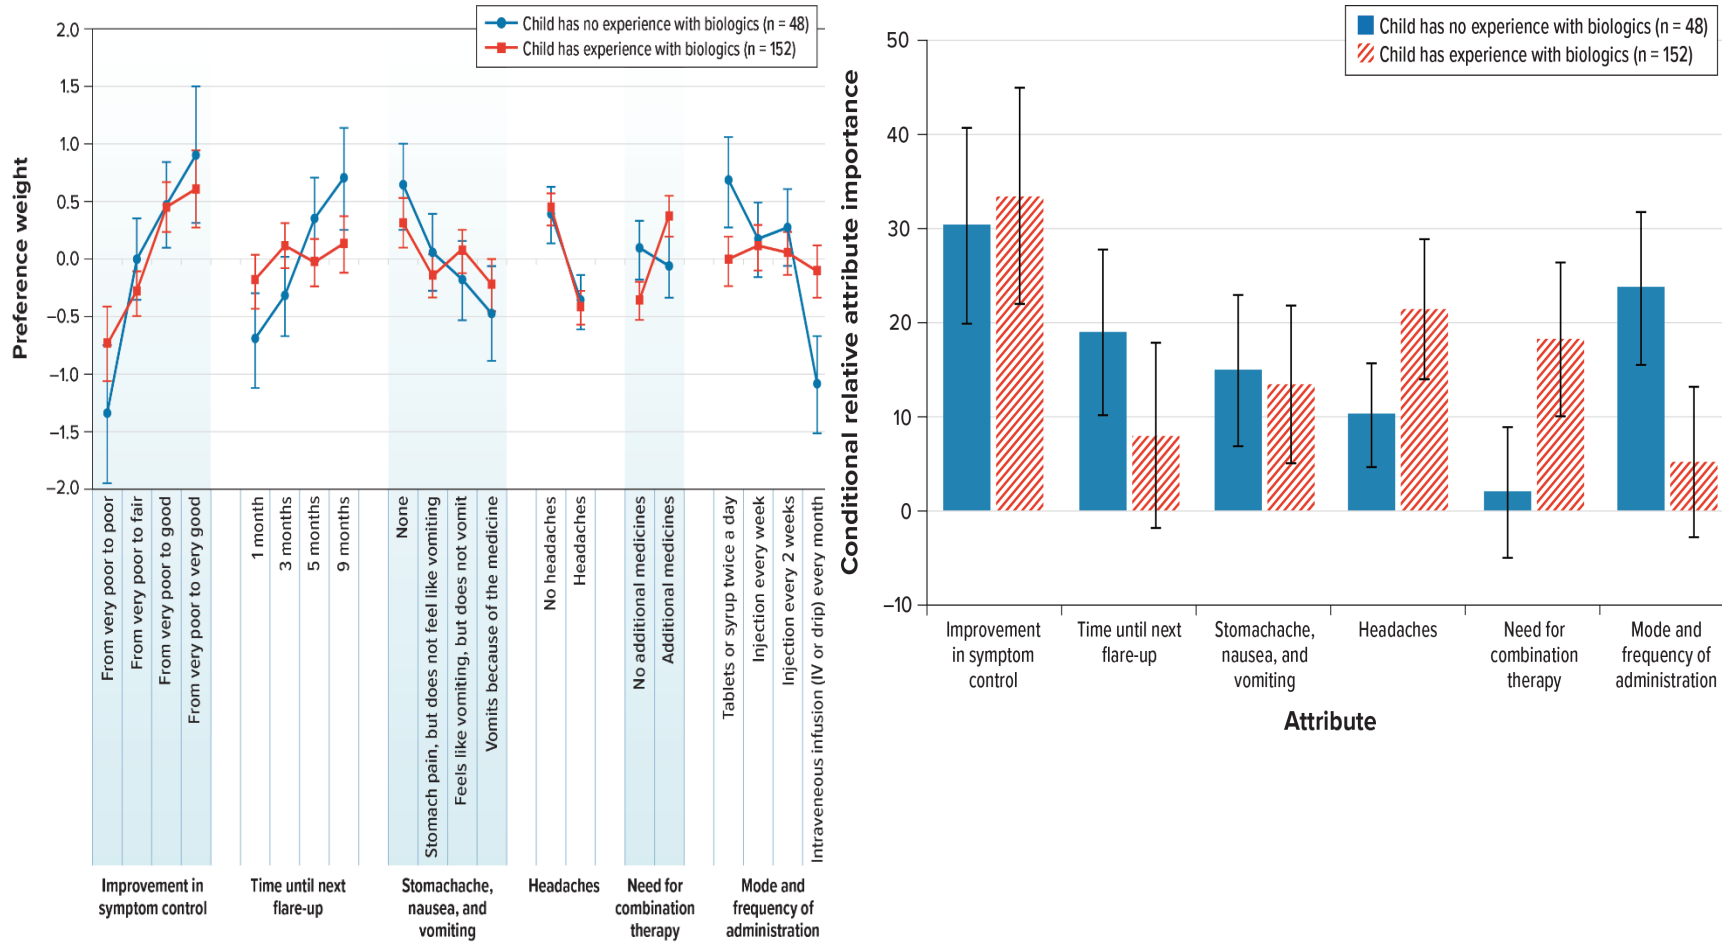 Child has no experience with biologics (n = 48)
Child has experience with biologics (n = 152)
Preference weight
2.0
1.5
1.0
0.5
0.0
–0.5
–1.0
–1.5
–2.0
From very poor to poor
From very poor to fair
From very poor to good
From very poor to very good
1 month
3 months
5 months
9 months
None
Stomach pain, but does not feel like vomiting
Feels like vomiting, but does not vomit
Vomits because of the medicine
No headaches
Headaches
No additional medicines
Additional medicines
Tablets or syrup twice a day
Injection every week
Injection every 2 weeks
Intraveneous infusion (IV or drip) every month
Improvement in
symptom control
Time until next
flare-up
Stomachache,
nausea, and
vomiting
Headaches
Need for
combination
therapy
Mode and
frequency of
administration
Child has no experience with biologics (n = 48)
Child has experience with biologics (n = 152)
Conditional relative attribute importance
50
40
30
20
10
0
–10
Improvement
in symptom
control
Time until next
flare-up
Stomachache,
nausea, and
vomiting
Headaches
Need for
combination
therapy
Mode and
frequency of
administration
Attribute